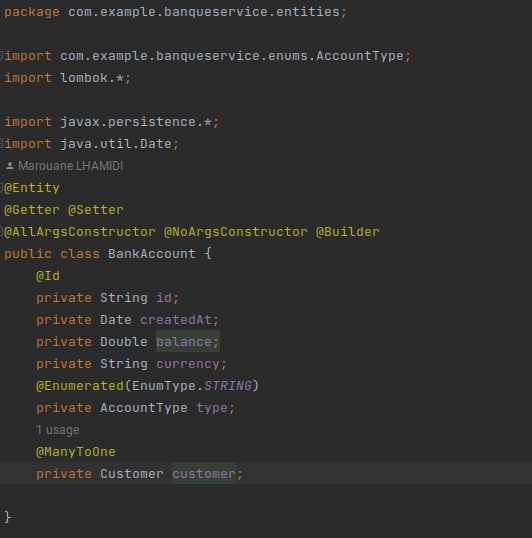 package com.example.banqueservice.entities;
import com.example.banqueservice.enums.AccountType;
import lombok.*;
import javax.persistence.*;
import java.util.Date;
Marouane LHAMIDI
@Entity
@Getter @Setter
@AllArgsConstructor @NoArgsConstructor @Builder
public class BankAccount {
@Id
private String id;
private Date createdAt;
private Double balance;
private String currency;
@Enumerated(EnumType.STRING)
private AccountType type;
1 usage
@ManyToOne
private Customer customer;
}